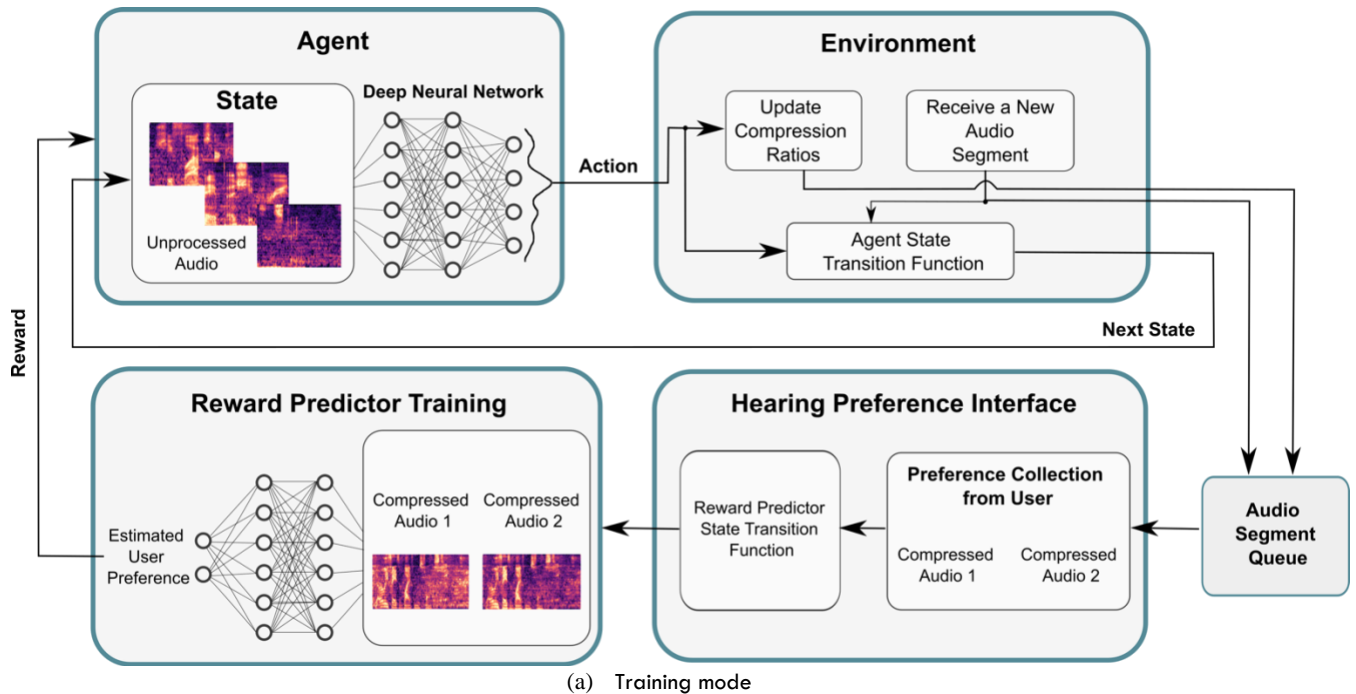 Agent
State
Unprocessed
Audio
Deep Neural Network
Action
Environment
Update
Compression
Ratios
Receive a New
Audio
Segment
Agent State
Transition Function
Next State
Reward
Reward Predictor Training
Estimated
User
Preference
Compressed
Audio 1
Compressed
Audio 2
Hearing Preference Interface
Reward Predictor
State Transition
Function
Preference Collection
from User
Compressed
Audio 1
Compressed
Audio 2
Audio
Segment
Queue
(a) Training mode